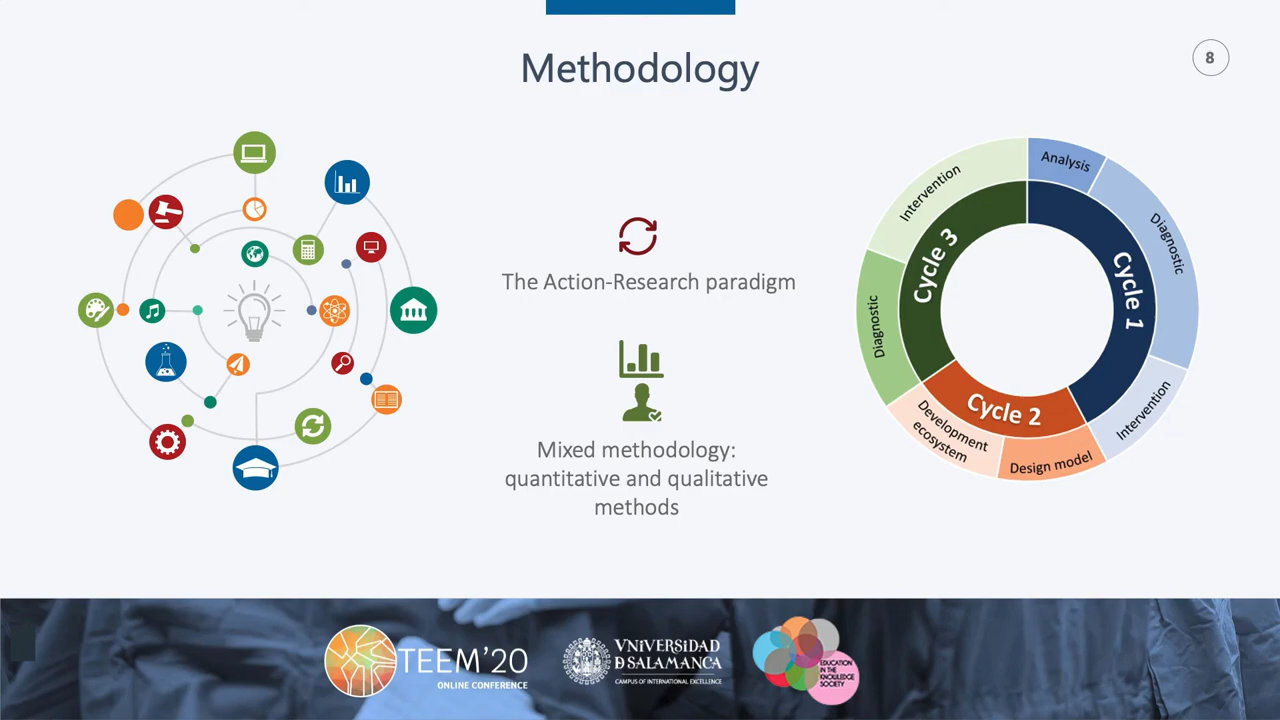 Methodology
8
The Action-Research paradigm
Mixed methodology:
quantitative and qualitative
methods
Cycle 1
Analysis
Diagnostic
Intervention
Cycle 2
Design model
Development
ecosystem
Cycle 3
Diagnostic
Intervention
TEEM'20
ONLINE CONFERENCE
VNiVERSiDAD
D SALAMANCA
CAMPUS OF INTERNATIONAL EXCELLENCE
EDUCATION
IN THE
KNOWLEDGE
SOCIETY